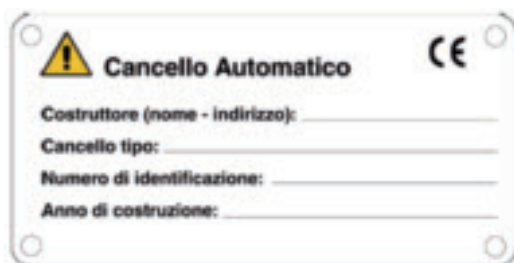 Cancello Automatico CE
Costruttore (nome - indirizzo):
Cancello tipo:
Numero di identificazione:
Anno di costruzione: